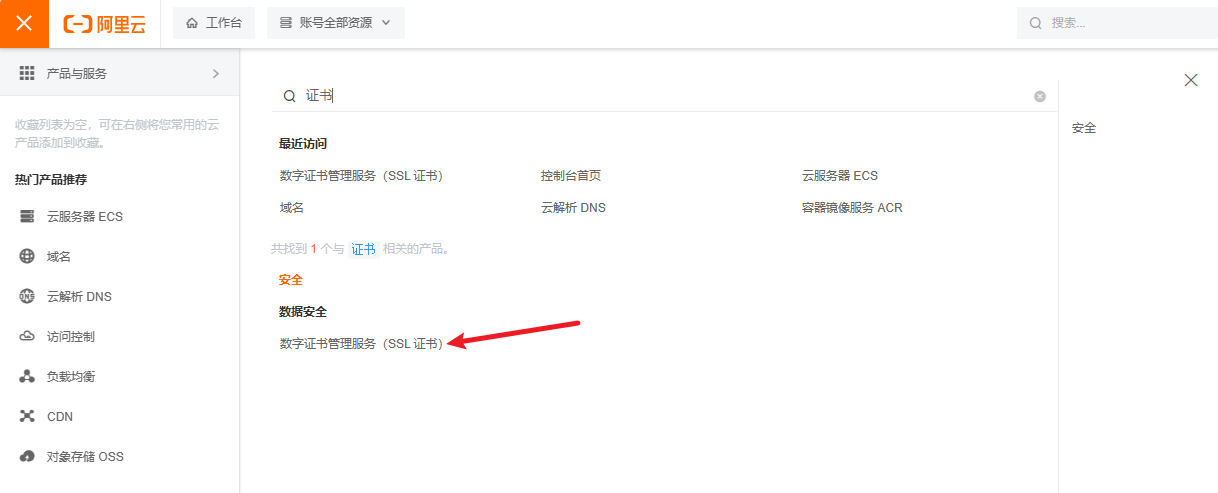 阿里云
工作台
账号全部资源
搜索...
产品与服务
收藏列表为空，可在右侧将您常用的云
产品添加到收藏。
热门产品推荐
云服务器 ECS
域名
云解析 DNS
访问控制
负载均衡
CDN
对象存储 OSS
证书
最近访问
数字证书管理服务（SSL 证书）
控制台首页
云服务器 ECS
域名
云解析 DNS
容器镜像服务 ACR
共找到 1 个与 证书 相关的产品。
安全
数据安全
数字证书管理服务（SSL 证书）
安全